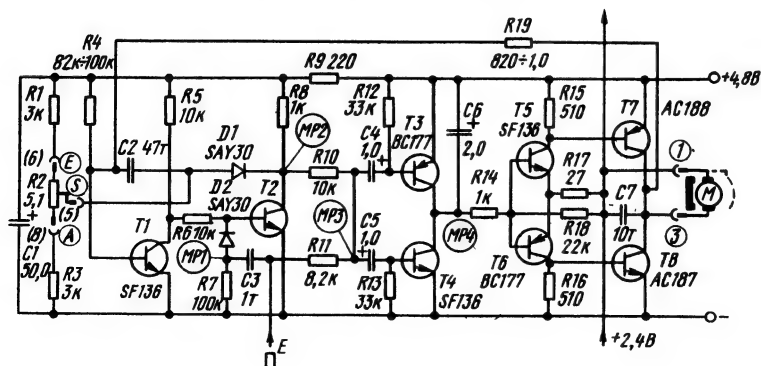 R4
82к÷100к
R1
3к
R5
10к
R9 220
R8
1к
R19
820÷1,0
R12
33к
+4,8В
C2 47т
D1
SAY30
MP2
C4
1,0
+
T3
BC177
C6
+
2,0
T5
SF136
R15
510
T7
AC188
(6)
E
S
R2
5,1
(5)
(8)
A
+
C1
50,0
R3
3к
D2
SAY30
T2
R10
10к
R14
1к
R17
27
1
M
T1
SF136
R6 10к
MP1
R7
100к
C3
1т
MP3
C5
1,0
+
R11
8,2к
R13
33к
MP4
T4
SF136
R18
22к
C7
10т
3
T6
BC177
R16
510
T8
AC187
E
+2,4В
-